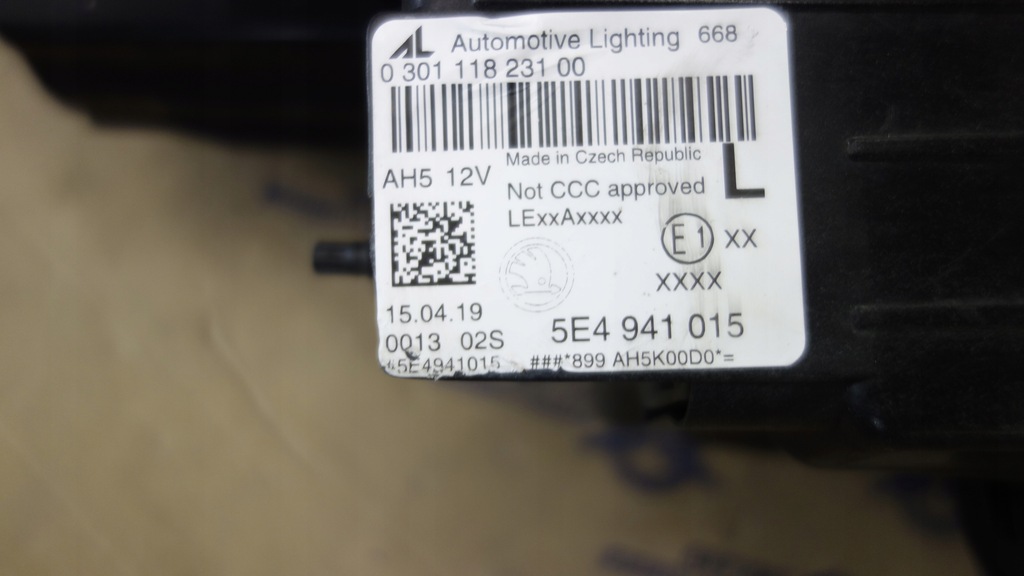 AL Automotive Lighting 668
0 301 118 231 00
Made in Czech Republic
AH5 12V
Not CCC approved
L
LExxAxxxx
E1 xx
xxxx
15.04.19
5E4 941 015
0013 02S
*5E4941015 ###*899 AH5K00D0*=